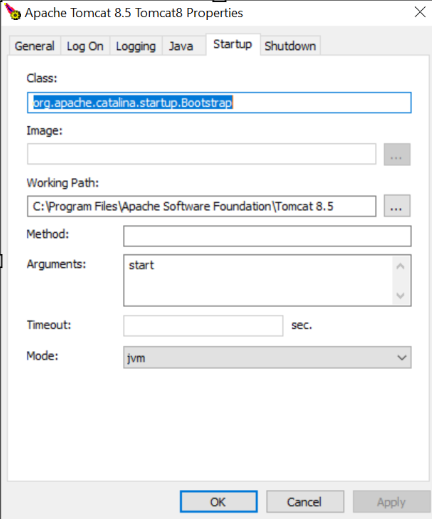 Apache Tomcat 8.5 Tomcat8 Properties
General Log On Logging Java Startup Shutdown
Class:
org.apache.catalina.startup.Bootstrap
Image:
...
Working Path:
C:\Program Files\Apache Software Foundation\Tomcat 8.5 ...
Method:
Arguments: start
Timeout: sec.
Mode: jvm
OK Cancel Apply